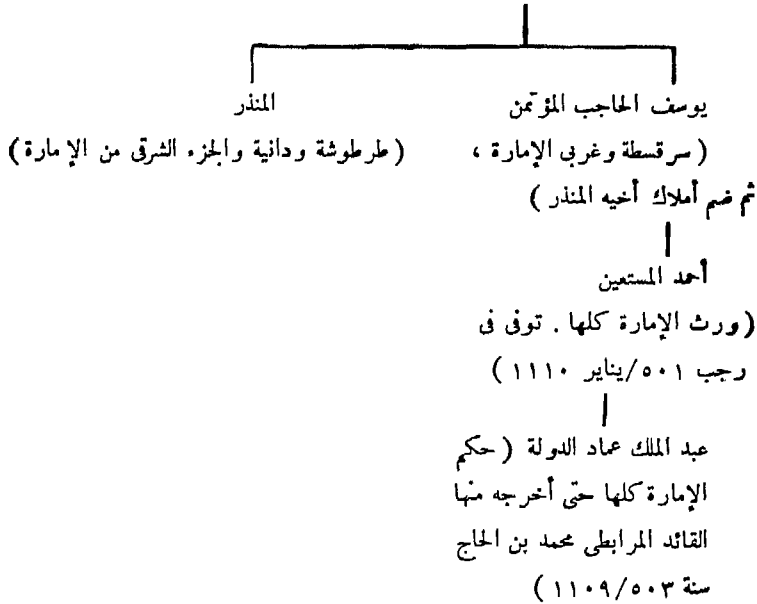 يوسف الحاجب المؤتمن
(سرقسطة وغربى الإمارة ،
ثم ضم أملاك أخيه المنذر )
المنذر
(طرطوشة ودانية والجزء الشرقى من الإمارة)
أحمد المستعين
(ورث الإمارة كلها . توفى فى
رجب ٥٠١/يناير ١١١٠ )
عبد الملك عماد الدولة (حكم
الإمارة كلها حتى أخرجه منها
القائد المرابطى محمد بن الحاج
سنة ٥٠٣/١١٠٩ )